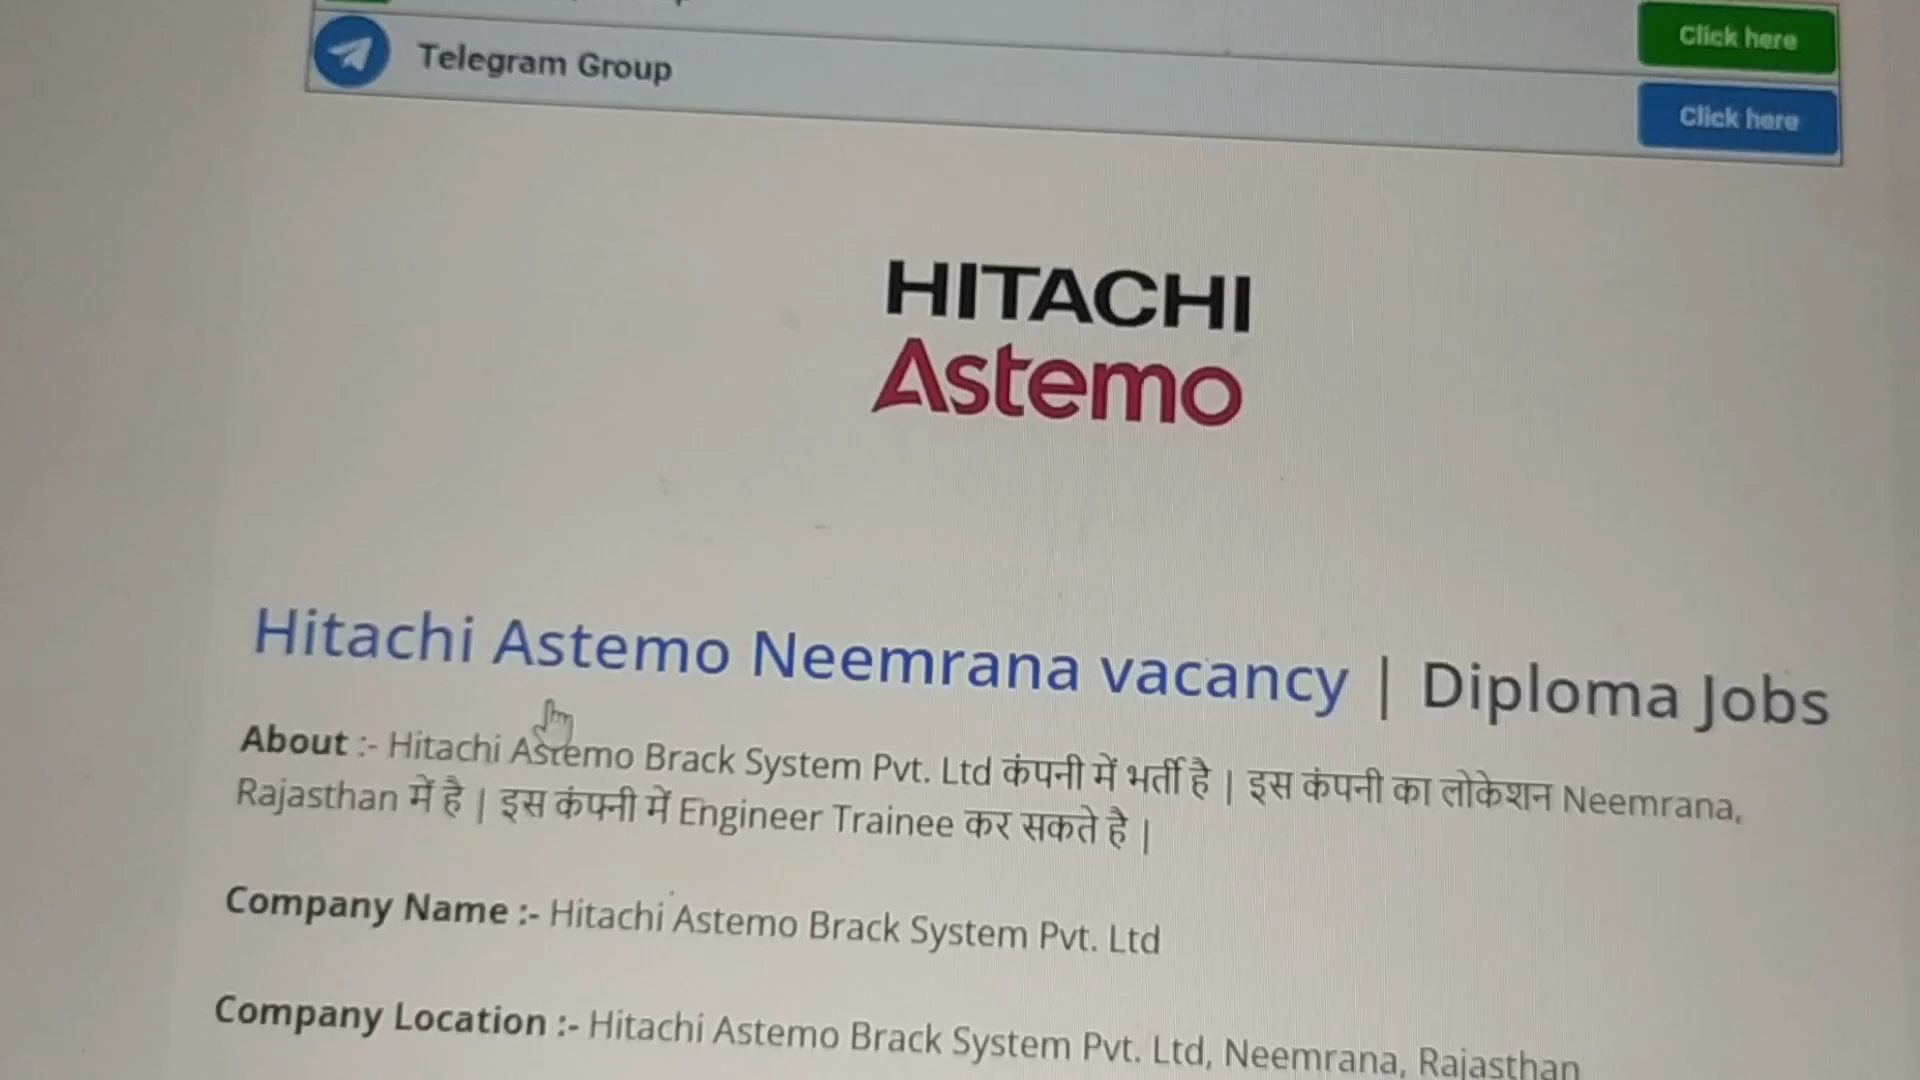 Click here
Telegram Group
Click here
HITACHI
Astemo
Hitachi Astemo Neemrana vacancy | Diploma Jobs
About :- Hitachi Astemo Brack System Pvt. Ltd कंपनी में भर्ती है | इस कंपनी का लोकेशन Neemrana,
Rajasthan में है | इस कंपनी में Engineer Trainee कर सकते है |
Company Name :- Hitachi Astemo Brack System Pvt. Ltd
Company Location :- Hitachi Astemo Brack System Pvt. Ltd, Neemrana, Rajasthan